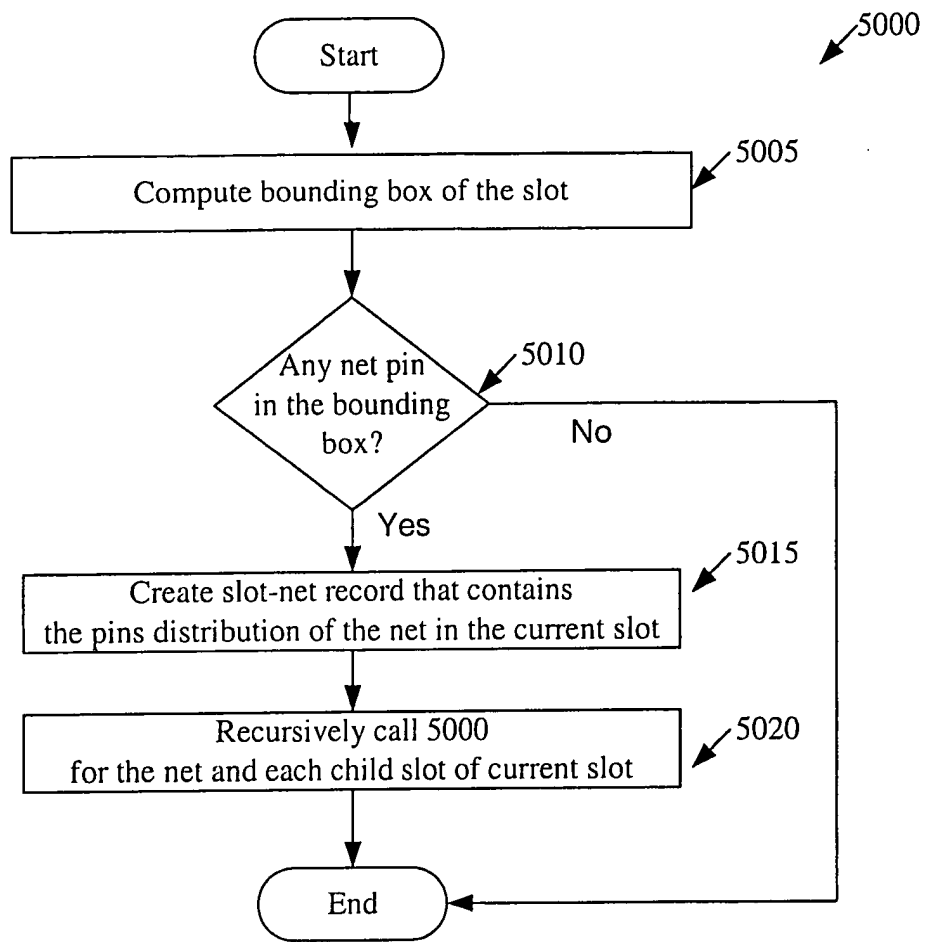 5000
Start
5005
Compute bounding box of the slot
5010
Any net pin
in the bounding
box?
No
Yes
5015
Create slot-net record that contains
the pins distribution of the net in the current slot
5020
Recursively call 5000
for the net and each child slot of current slot
End